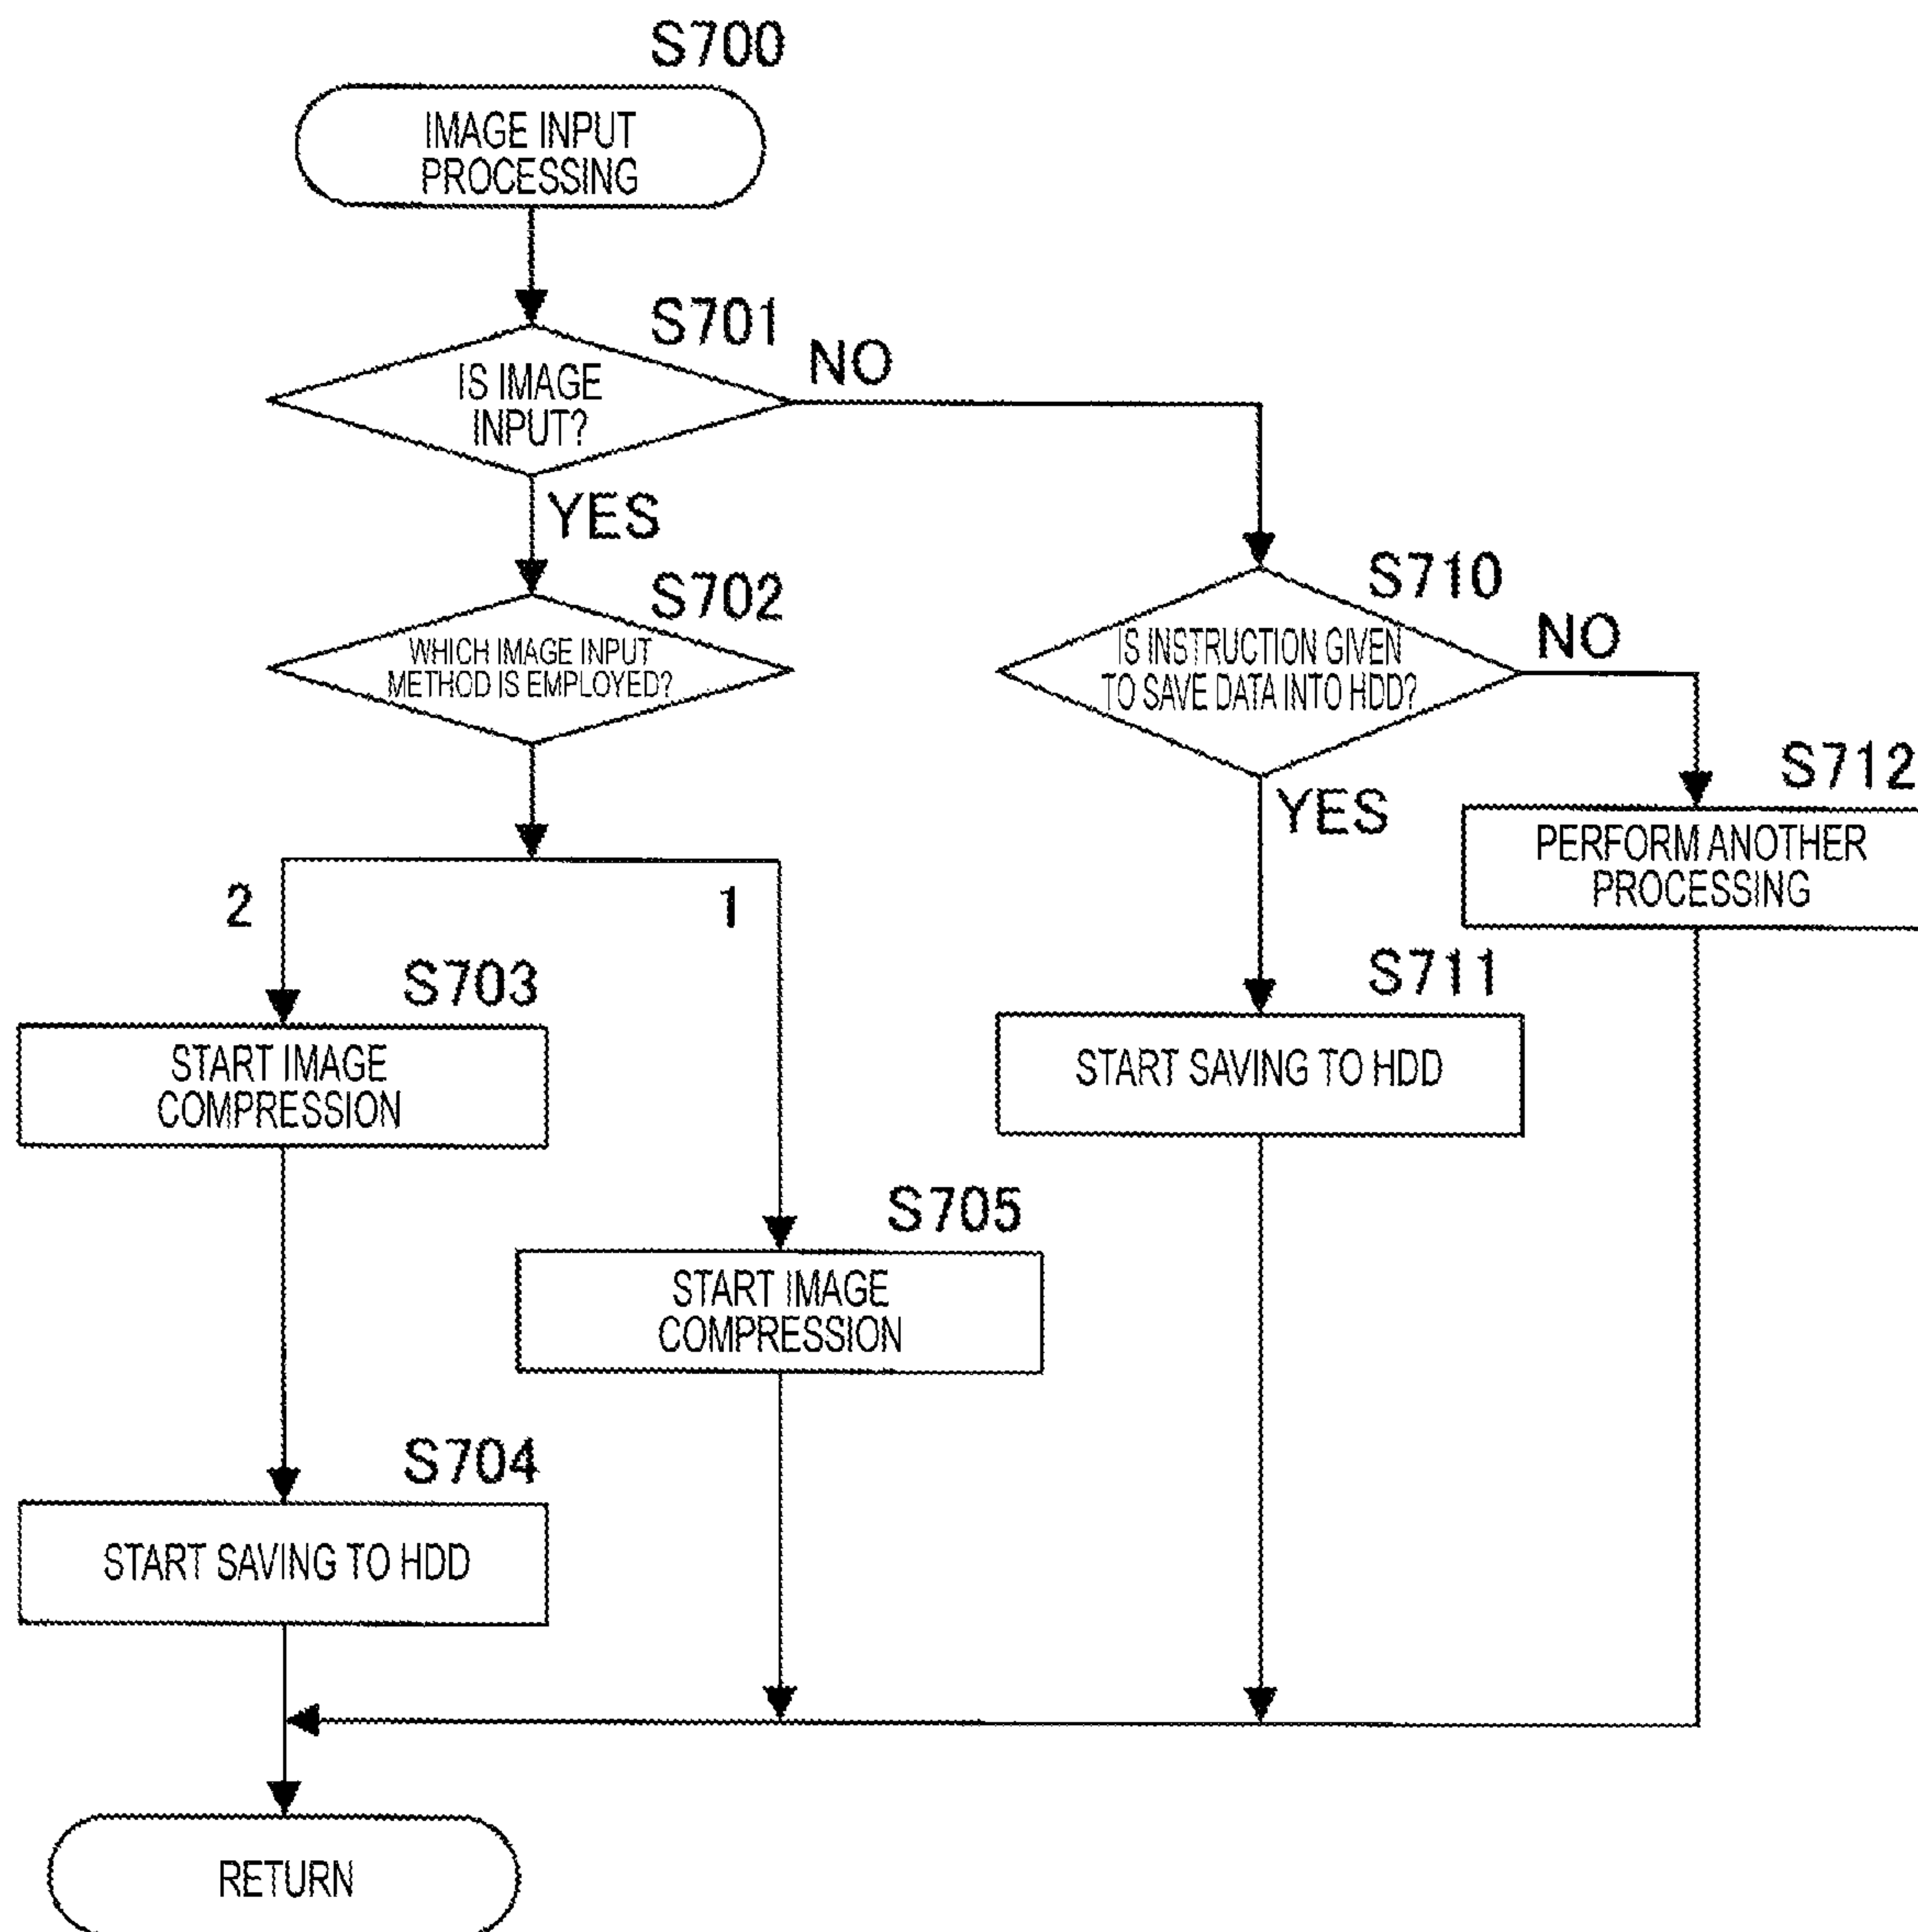 S700
IMAGE INPUT
PROCESSING
S701
IS IMAGE
INPUT?
NO
YES
S702
WHICH IMAGE INPUT
METHOD IS EMPLOYED?
S710
IS INSTRUCTION GIVEN
TO SAVE DATA INTO HDD?
NO
YES
S712
PERFORM ANOTHER
PROCESSING
2
1
S703
START IMAGE
COMPRESSION
S711
START SAVING TO HDD
S705
START IMAGE
COMPRESSION
S704
START SAVING TO HDD
RETURN